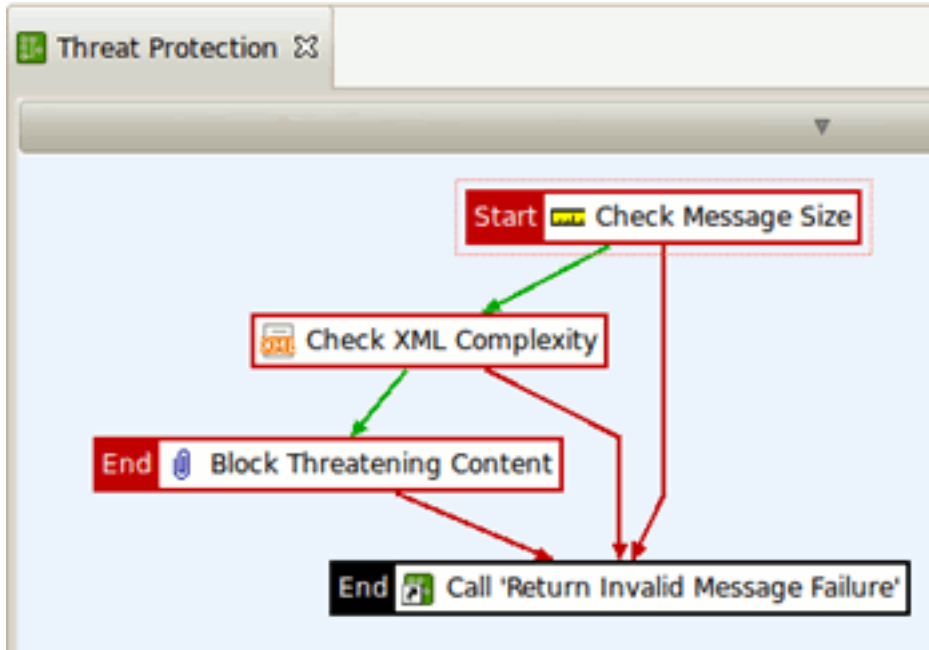 Threat Protection
Start Check Message Size
XML Check XML Complexity
End Block Threatening Content
End Call 'Return Invalid Message Failure'